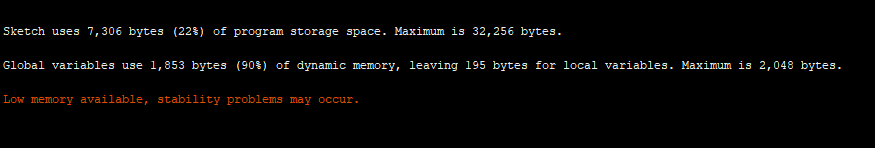 Sketch uses 7,306 bytes (22%) of program storage space. Maximum is 32,256 bytes.
Global variables use 1,853 bytes (90%) of dynamic memory, leaving 195 bytes for local variables. Maximum is 2,048 bytes.
Low memory available, stability problems may occur.